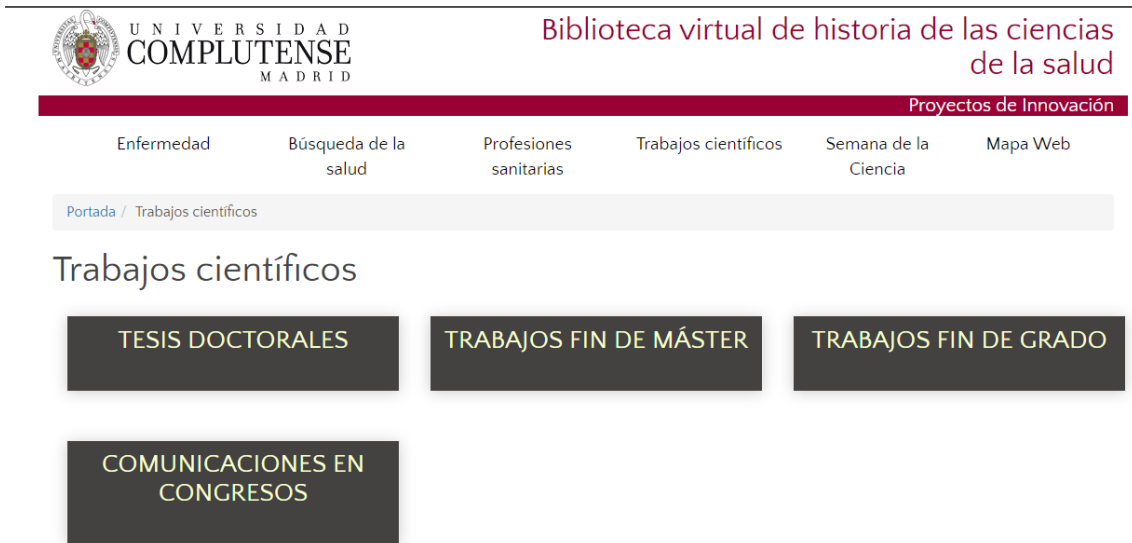 UNIVERSIDAD
COMPLUTENSE
MADRID
Biblioteca virtual de historia de las ciencias
de la salud
Proyectos de Innovación
Enfermedad
Búsqueda de la
salud
Profesiones
sanitarias
Trabajos científicos
Semana de la
Ciencia
Mapa Web
Portada / Trabajos científicos
Trabajos científicos
TESIS DOCTORALES
TRABAJOS FIN DE MÁSTER
TRABAJOS FIN DE GRADO
COMUNICACIONES EN
CONGRESOS